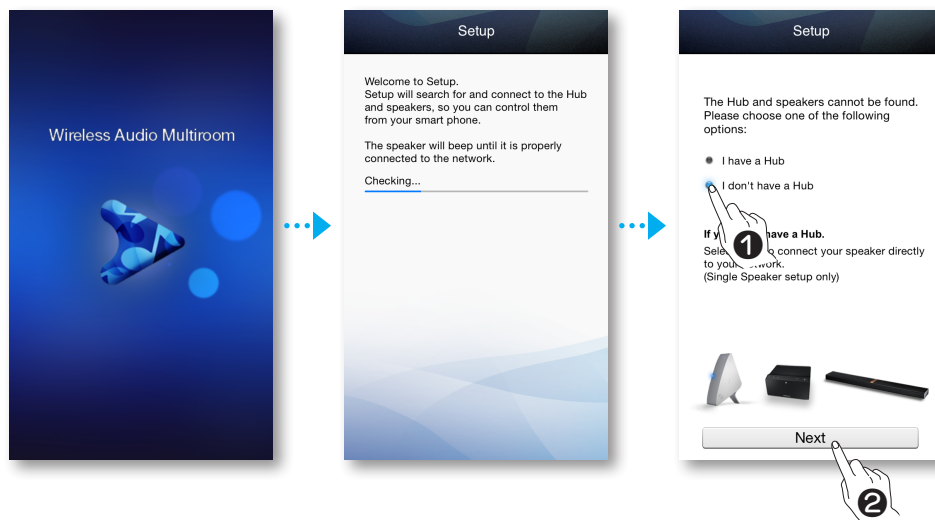 Wireless Audio Multiroom
Setup
Welcome to Setup.
Setup will search for and connect to the Hub
and speakers, so you can control them
from your smart phone.
The speaker will beep until it is properly
connected to the network.
Checking...
Setup
The Hub and speakers cannot be found.
Please choose one of the following
options:
I have a Hub
I don't have a Hub
1
If have a Hub.
connect your speaker directly
to
(Single Speaker setup only)
Next
2